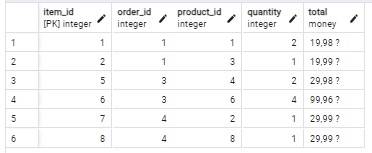 item_id order_id product_id quantity total
[PK] integer integer integer integer money
1 1 1 1 2 19,98 ?
2 2 1 3 1 19,99 ?
3 5 3 4 2 29,98 ?
4 6 3 6 4 99,96 ?
5 7 4 2 1 29,99 ?
6 8 4 8 1 29,99 ?